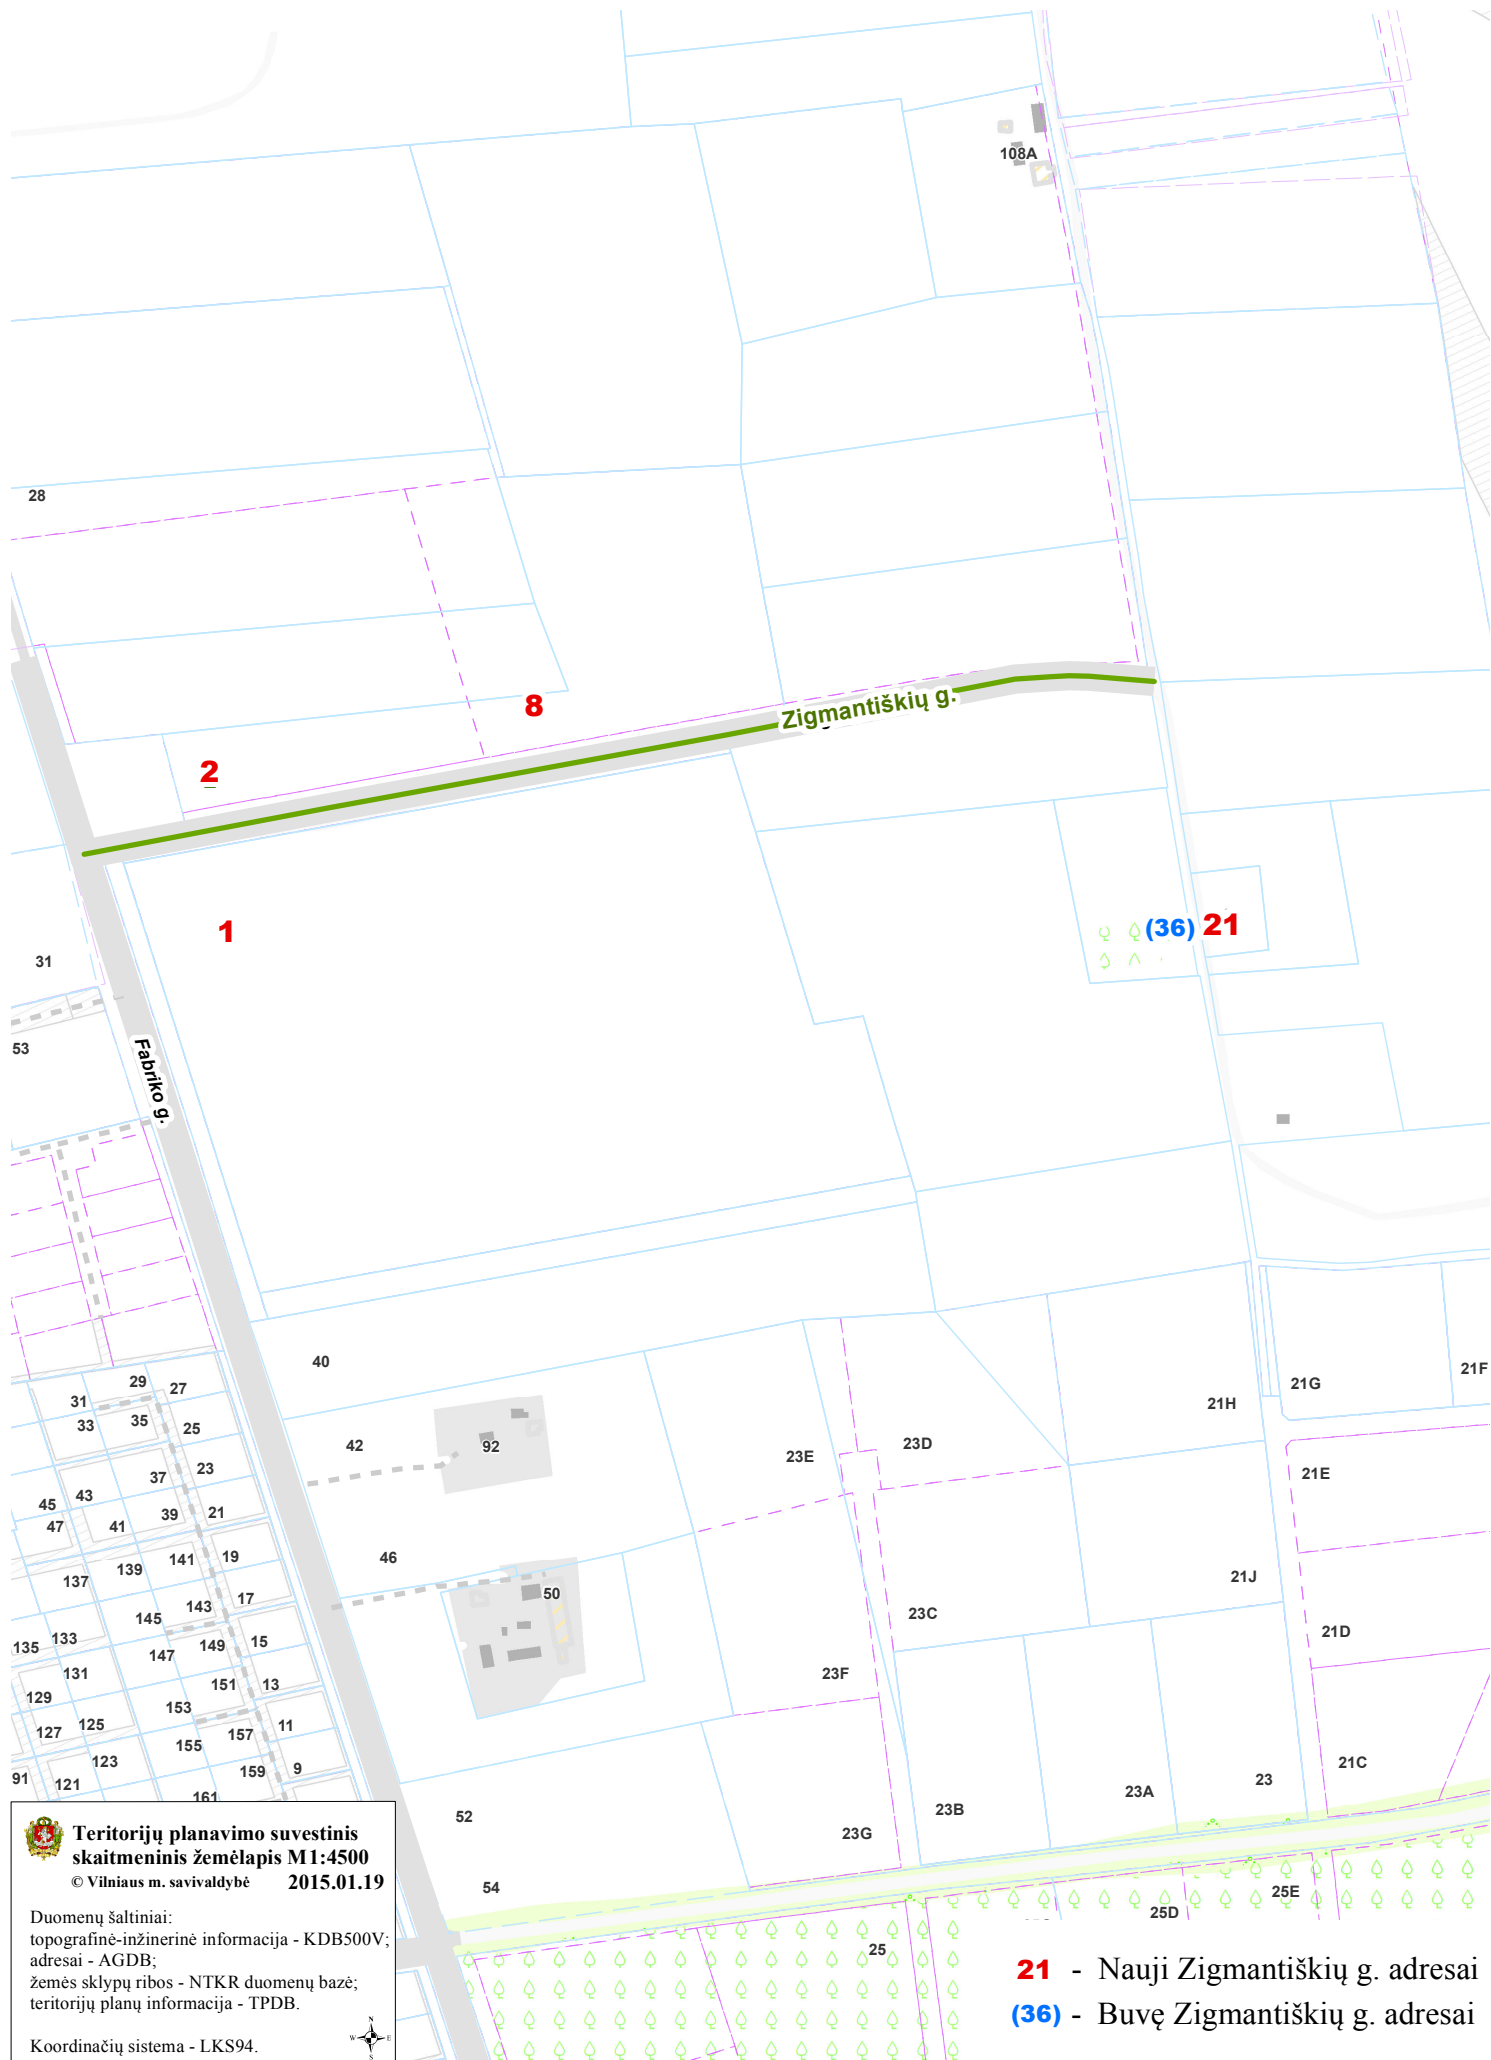 108A
28
8
Zigmantiškių g.
2
1
(36) 21
31
53
Fabriko g.
40
29
27
31
21G
21F
33
35
25
21H
42
92
23E
23D
23
37
21E
43
45
39
21
47
41
19
141
46
139
137
50
21J
17
143
145
23C
15
21D
133
135
149
147
23F
131
151
13
129
153
11
125
127
157
155
123
9
159
21C
91
121
23
161
23A
23B
52
23G
54
25E
25D
25
Teritorijų planavimo suvestinis
skaitmeninis žemėlapis M1:4500
© Vilniaus m. savivaldybė 2015.01.19
Duomenų šaltiniai:
topografinė-inžinerinė informacija - KDB500V;
adresai - AGDB;
žemės sklypų ribos - NTKR duomenų bazė;
teritorijų planų informacija - TPDB.
Koordinačių sistema - LKS94.
N
W E
S
21 - Nauji Zigmantiškių g. adresai
(36) - Buvę Zigmantiškių g. adresai